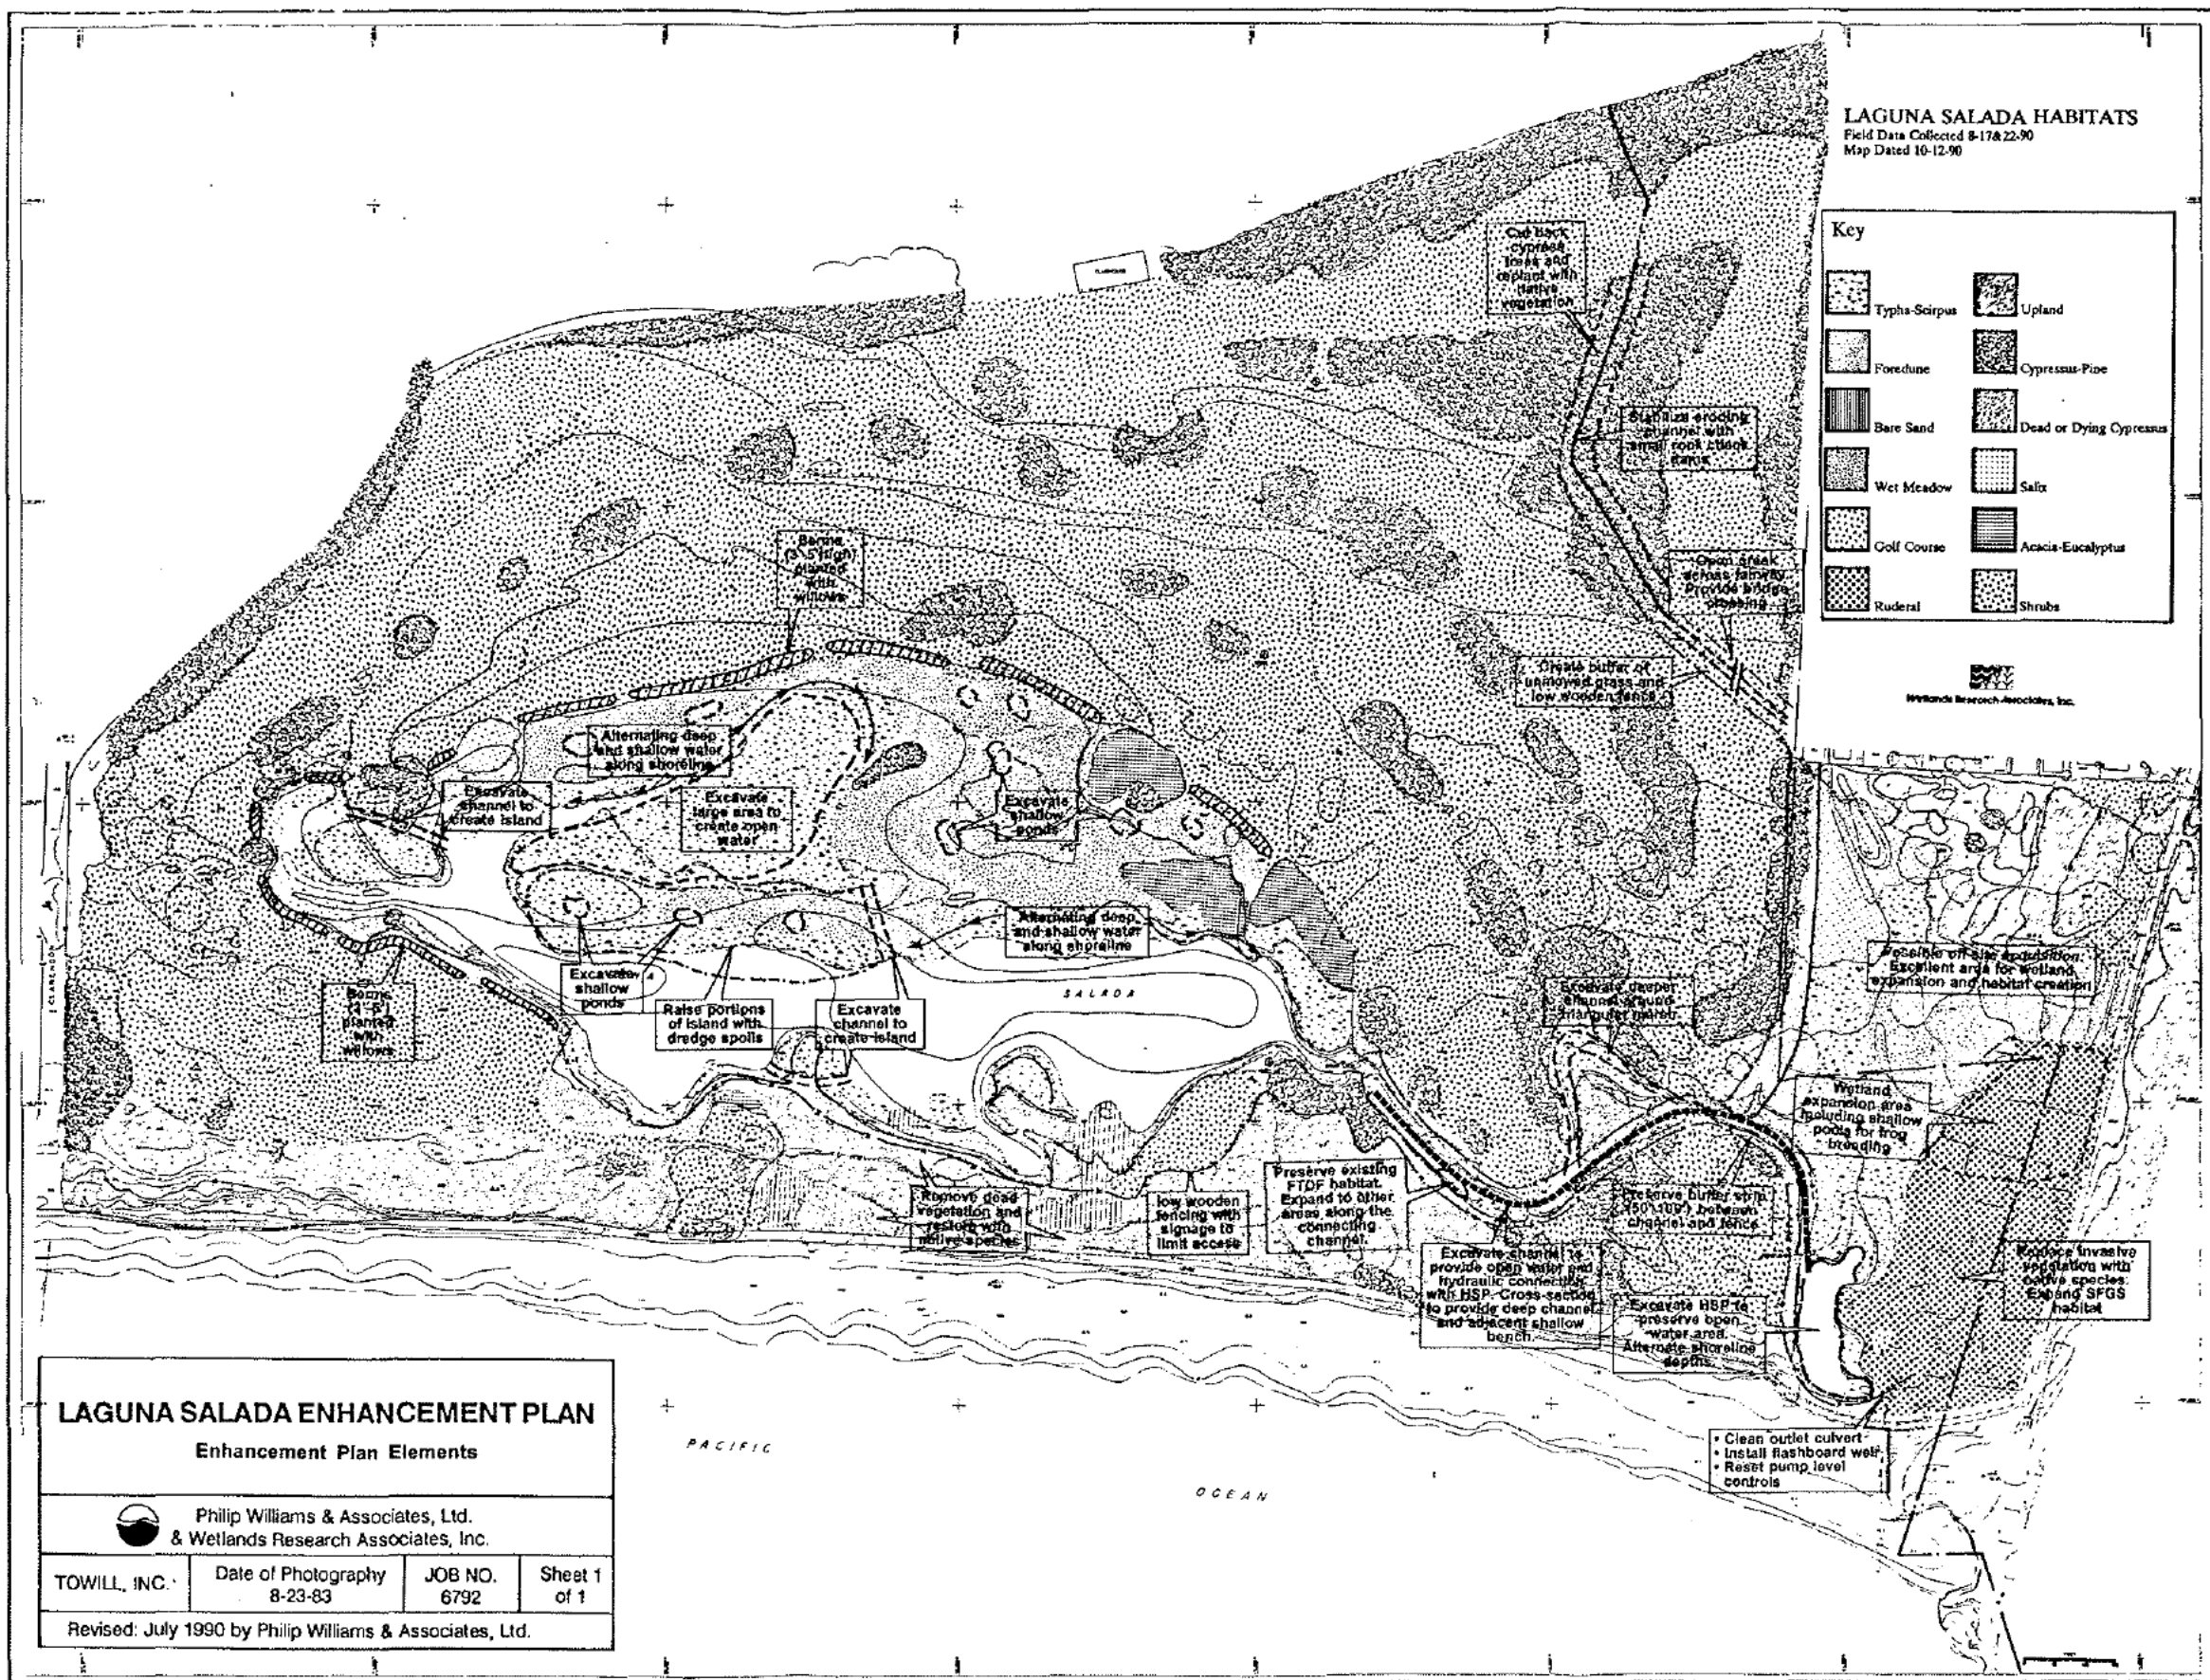 LAGUNA SALADA HABITATS
Field Data Collected 8-17&22-90
Map Dated 10-12-90
Key
Typha-Scirpus
Upland
Foredune
Cypressus-Pine
Bare Sand
Dead or Dying Cypressus
Wet Meadow
Salix
Golf Course
Acacia-Eucalyptus
Ruderal
Shrubs
Wetlands Research Associates, Inc.
CLUBHOUSE
Cut back
cypress
trees and
replant with
native
vegetation
Stabilize eroding
channel with
small rock check
dams
Open creek
across fairway.
Provide bridge
crossing
Create buffer of
unmowed grass and
low wooden fence
Berms
(3'-5' high)
planted
with
willows
Alternating deep
and shallow water
along shoreline
Excavate
channel to
create island
Excavate
large area to
create open
water
Excavate
shallow
ponds
Alternating deep
and shallow water
along shoreline
Excavate
shallow
ponds
Raise portions
of island with
dredge spoils
Excavate
channel to
create island
Berms
planted
with
willows
SALADA
CLARENDON
Excavate deeper
channel around
triangular marsh
Possible off-site acquisition.
Excellent area for wetland
expansion and habitat creation
Wetland
expansion area
including shallow
pools for frog
breeding
Remove dead
vegetation and
restore with
native species
low wooden
fencing with
signage to
limit access
Preserve existing
FTDF habitat.
Expand to other
areas along the
connecting
channel.
Preserve buffer strip
(50'-100') between
channel and fence
Excavate channel to
provide open water and
Hydraulic connection
with HSP. Cross-section
to provide deep channel
and adjacent shallow
bench.
Excavate HSP to
preserve open
water area.
Alternate shoreline
depths.
Replace invasive
vegetation with
native species.
Expand SFGS
habitat
• Clean outlet culvert
• Install flashboard weir
• Reset pump level
controls
PACIFIC
OCEAN
LAGUNA SALADA ENHANCEMENT PLAN
Enhancement Plan Elements
Philip Williams & Associates, Ltd.
& Wetlands Research Associates, Inc.
TOWILL, INC.
Date of Photography
8-23-83
JOB NO.
6792
Sheet 1
of 1
Revised: July 1990 by Philip Williams & Associates, Ltd.